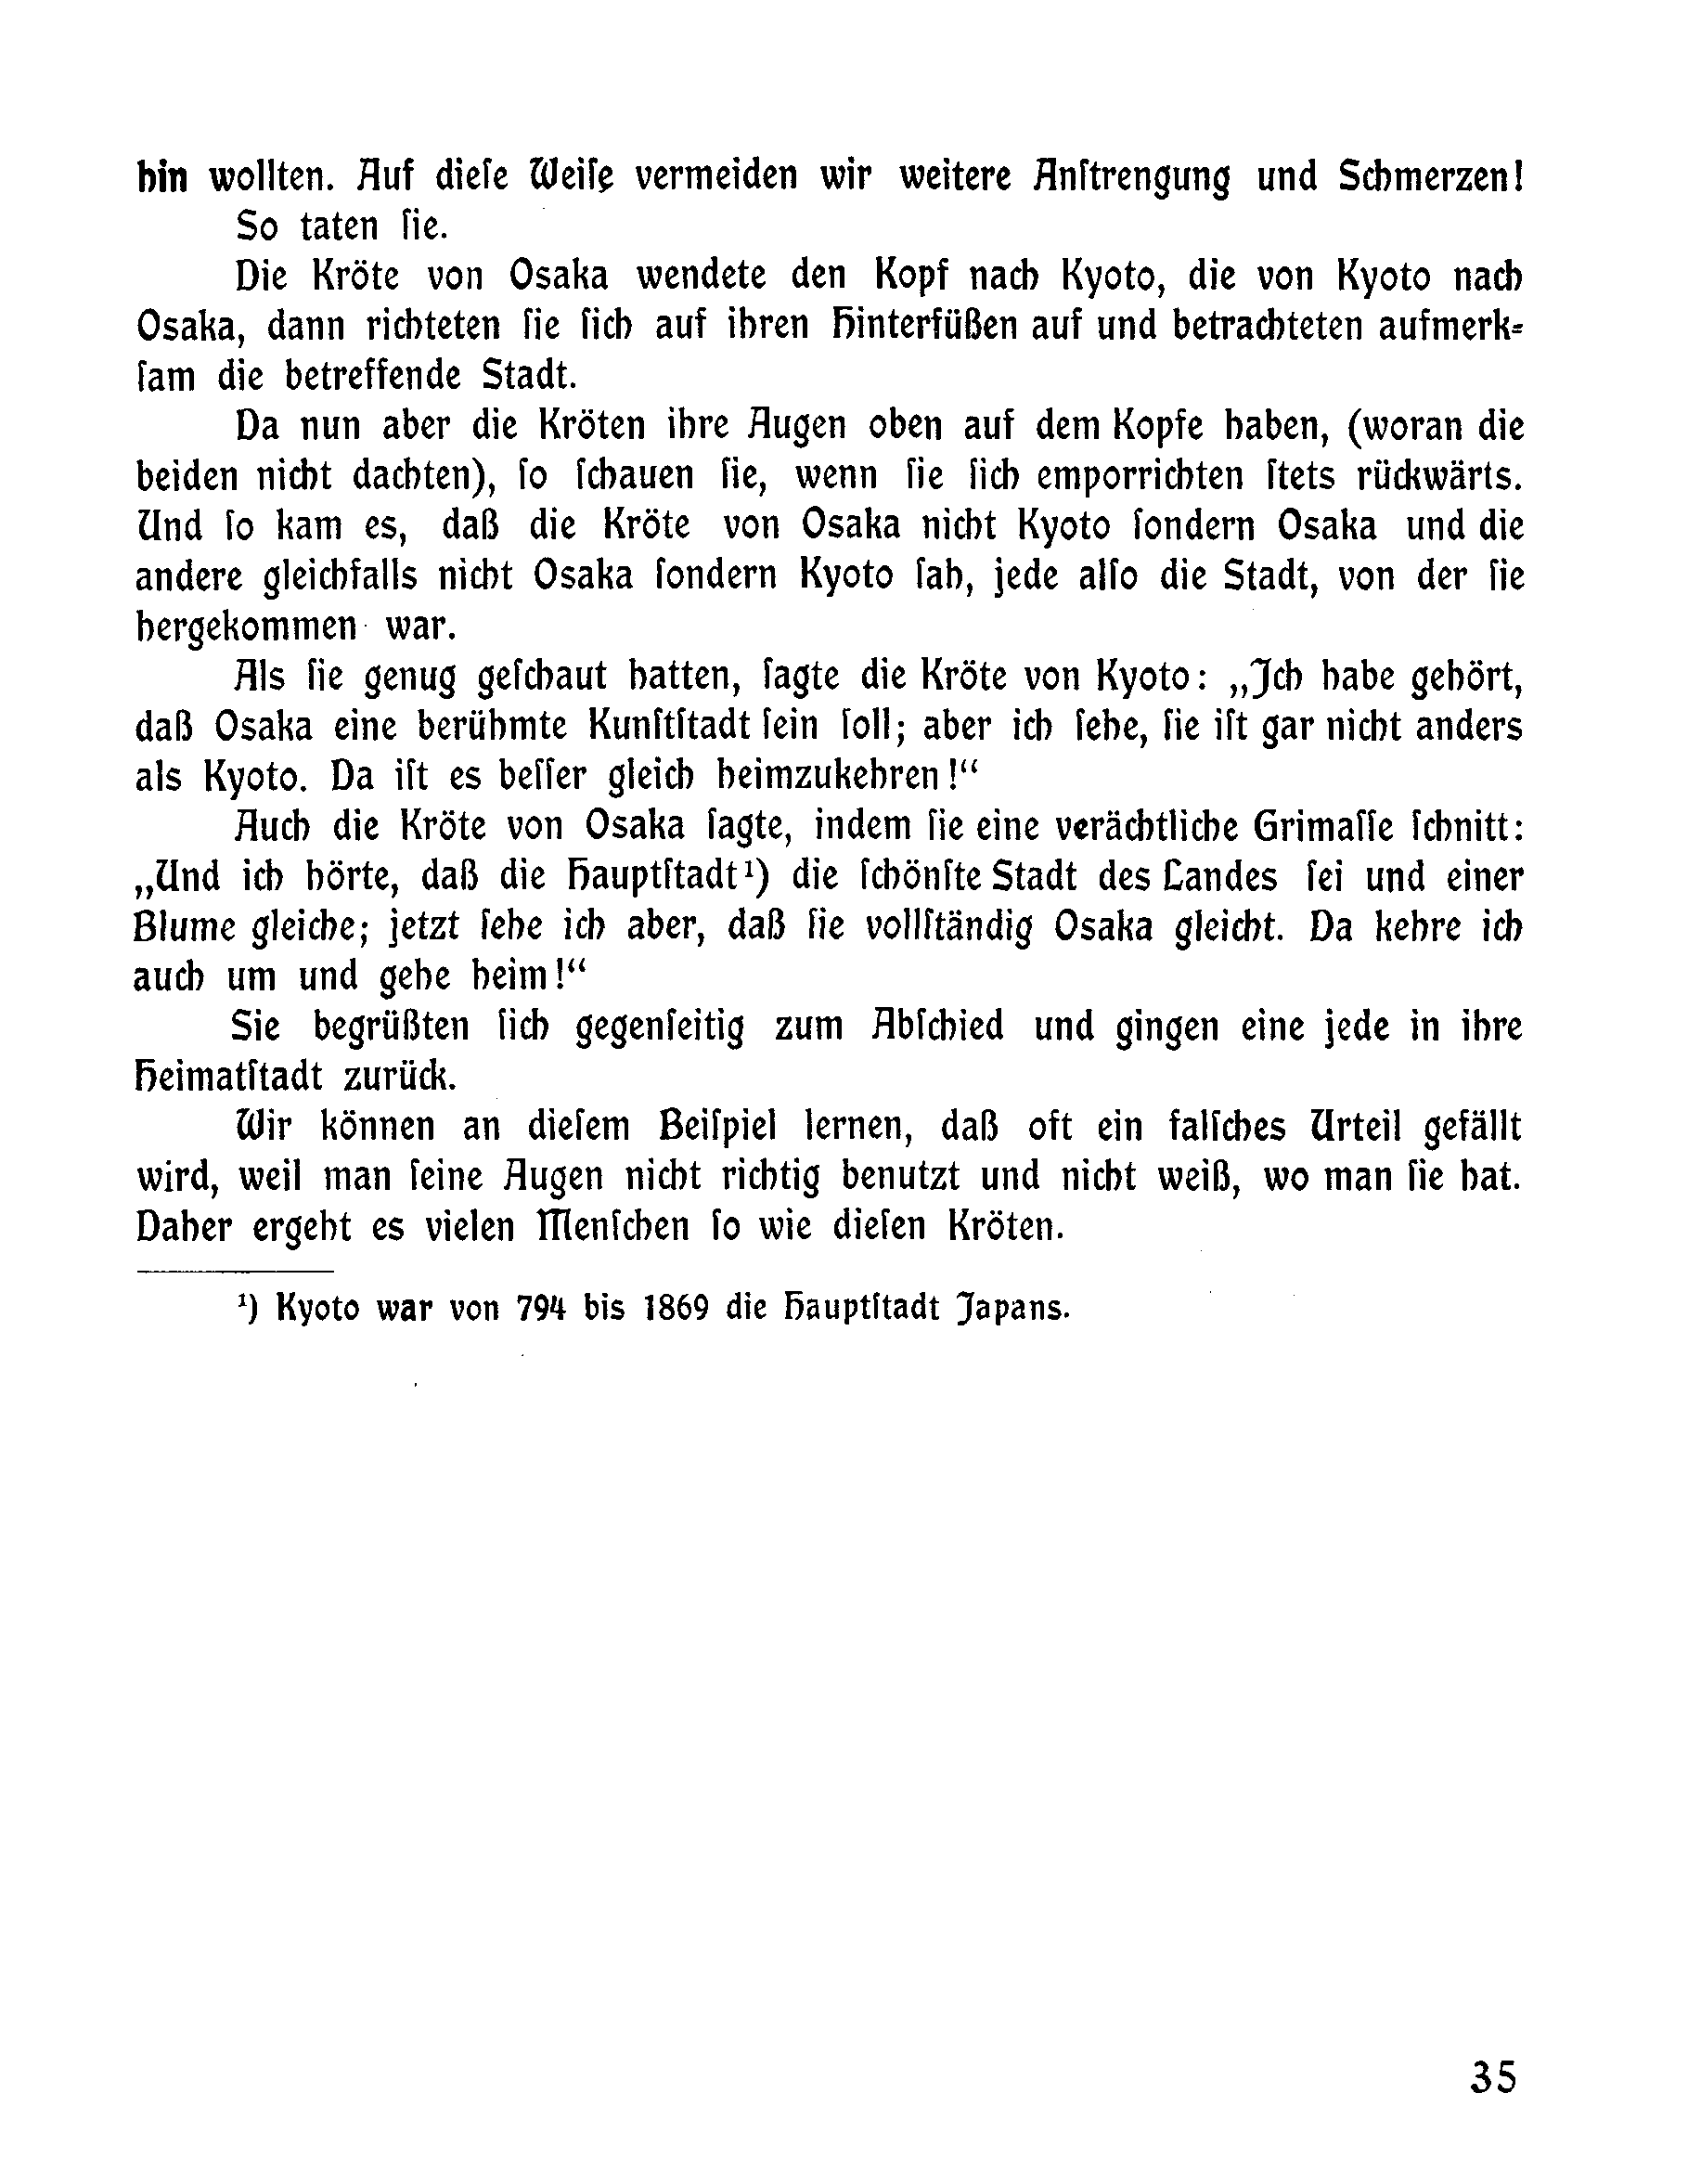 hin wollten. Auf dieſe Weiſe vermeiden wir weitere Anſtrengung und Schmerzen!
So taten ſie.
Die Kröte von Osaka wendete den Kopf nach Kyoto, die von Kyoto nach
Osaka, dann richteten ſie ſich auf ihren Hinterfüßen auf und betrachteten aufmerk-
ſam die betreffende Stadt.
Da nun aber die Kröten ihre Augen oben auf dem Kopfe haben, (woran die
beiden nicht dachten), ſo ſchauen ſie, wenn ſie ſich emporrichten ſtets rückwärts.
Und ſo kam es, daß die Kröte von Osaka nicht Kyoto ſondern Osaka und die
andere gleichfalls nicht Osaka ſondern Kyoto ſah, jede alſo die Stadt, von der ſie
hergekommen war.
Als ſie genug geſchaut hatten, ſagte die Kröte von Kyoto: „Ich habe gehört,
daß Osaka eine berühmte Kunſtſtadt ſein ſoll; aber ich ſehe, ſie iſt gar nicht anders
als Kyoto. Da iſt es beſſer gleich heimzukehren!“
Auch die Kröte von Osaka ſagte, indem ſie eine verächtliche Grimaſſe ſchnitt:
„Und ich hörte, daß die Hauptſtadt¹) die ſchönſte Stadt des Landes ſei und einer
Blume gleiche; jetzt ſehe ich aber, daß ſie vollſtändig Osaka gleicht. Da kehre ich
auch um und gehe heim!“
Sie begrüßten ſich gegenſeitig zum Abſchied und gingen eine jede in ihre
Heimatſtadt zurück.
Wir können an dieſem Beiſpiel lernen, daß oft ein falſches Urteil gefällt
wird, weil man ſeine Augen nicht richtig benutzt und nicht weiß, wo man ſie hat.
Daher ergeht es vielen Menſchen ſo wie dieſen Kröten.
¹) Kyoto war von 794 bis 1869 die Hauptſtadt Japans.
35